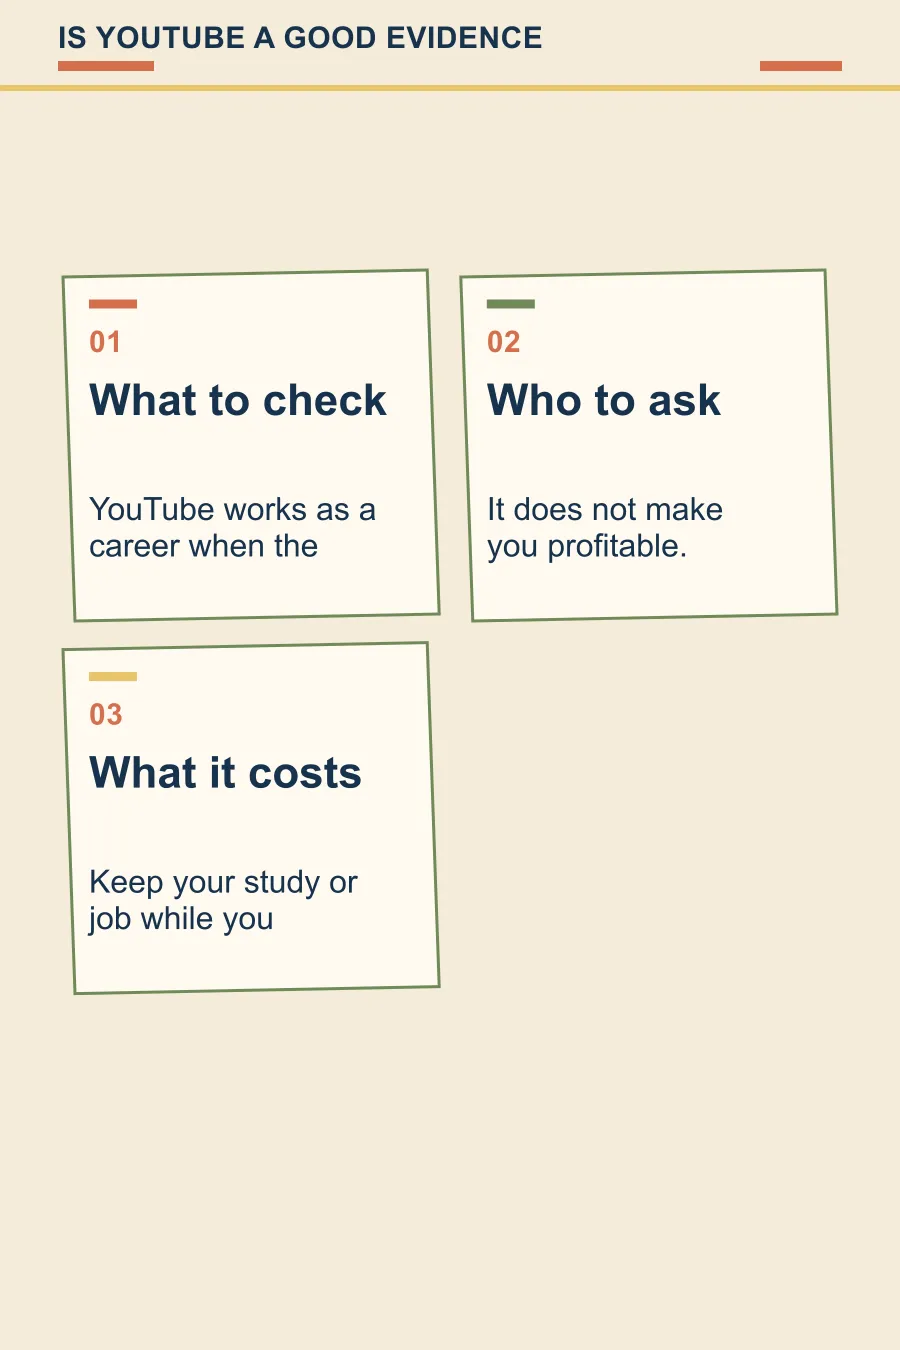 IS YOUTUBE A GOOD EVIDENCE
01
What to check
YouTube works as a
career when the
02
Who to ask
It does not make
you profitable.
03
What it costs
Keep your study or
job while you